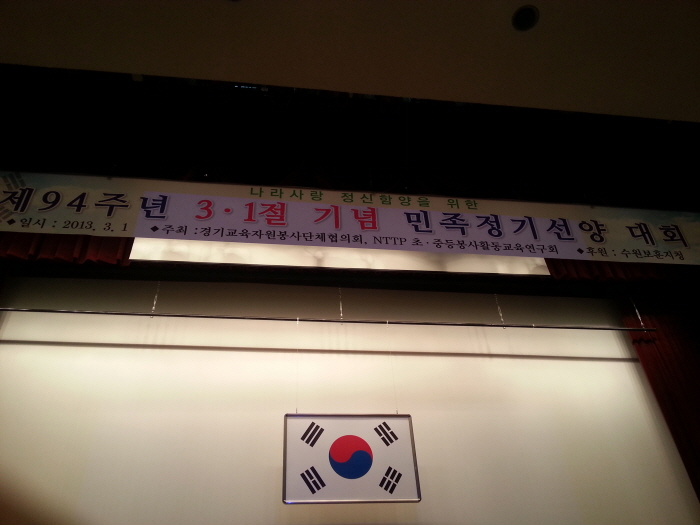 나라사랑 정신함양을 위한
제94주년 3·1절 기념 민족정기선양 대회
◆일시 : 2013. 3. 1 ◆주최 : 경기교육자원봉사단체협의회, NTTP 초·중등봉사활동교육연구회 ◆후원 : 수원보훈지청